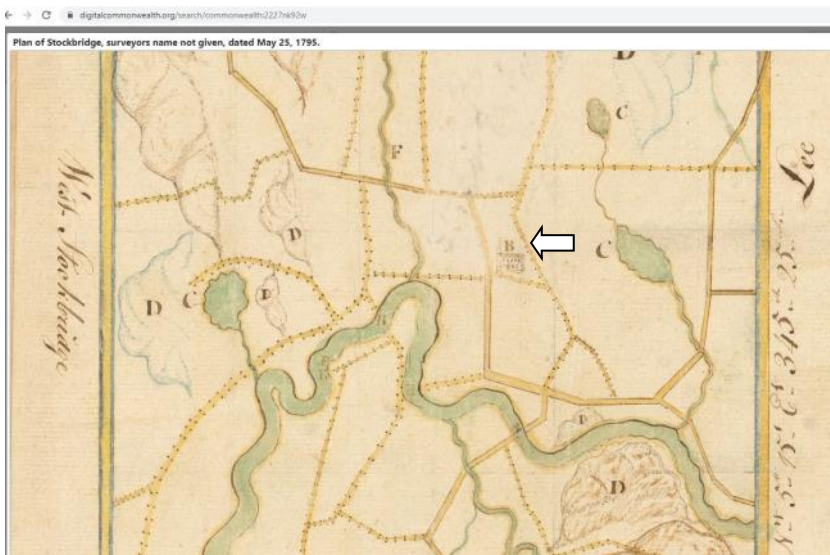 digitalcommonwealth.org/search/commonwealth:2227nk92w
Plan of Stockbridge, surveyors name not given, dated May 25, 1795.
D
C
F
D
B
C
D
C
D
D
D
West Stockbridge
Lee